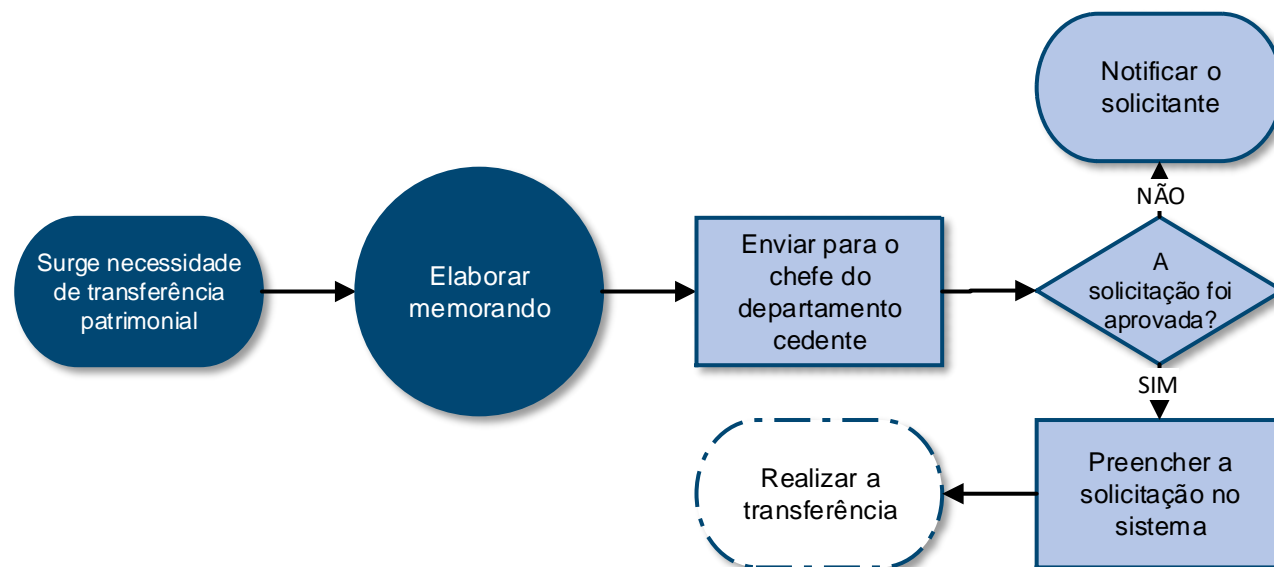 Surge necessidade
de transferência
patrimonial
Elaborar
memorando
Enviar para o
chefe do
departamento
cedente
A
solicitação foi
aprovada?
NÃO
Notificar o
solicitante
SIM
Preencher a
solicitação no
sistema
Realizar a
transferência